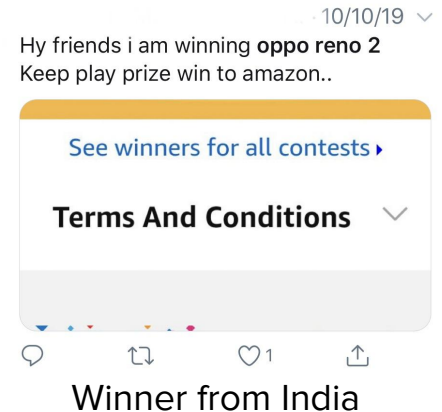 10/10/19
Hy friends i am winning oppo reno 2
Keep play prize win to amazon..
See winners for all contests
Terms And Conditions
1
Winner from India